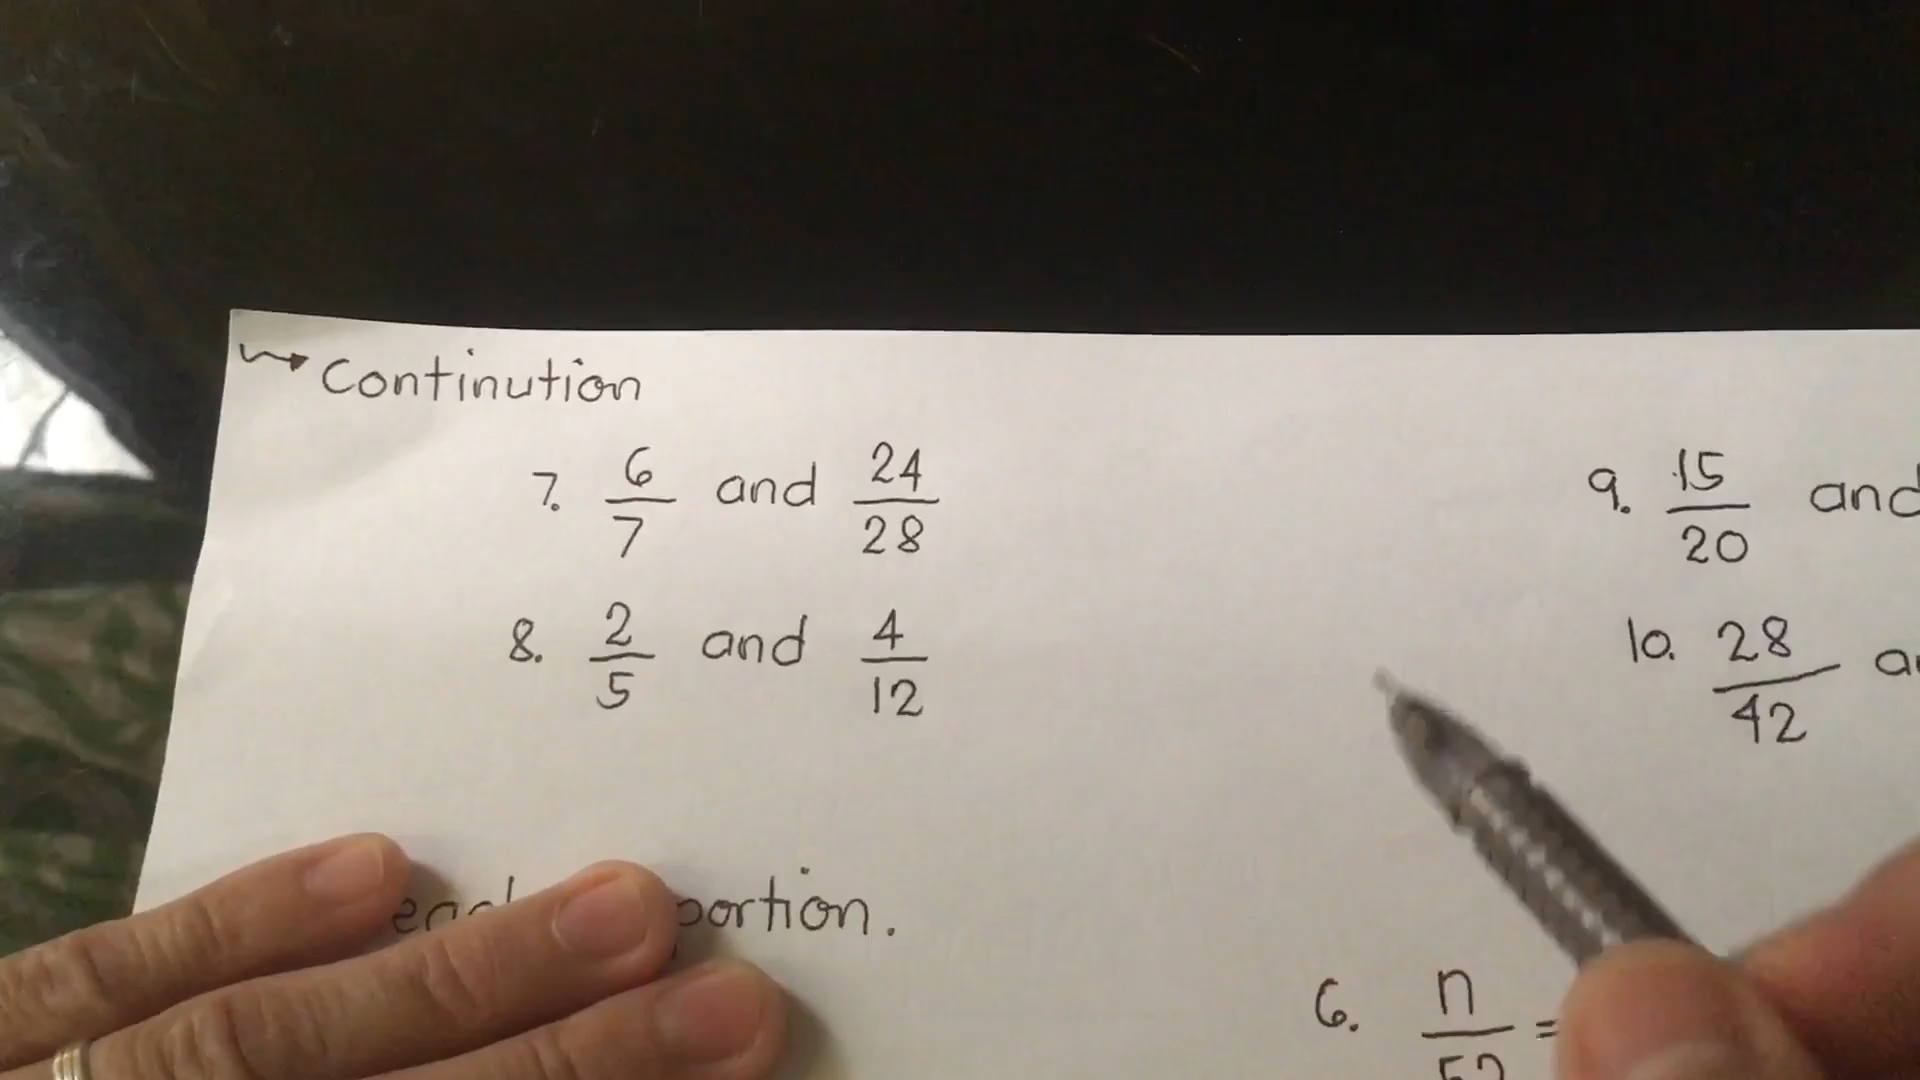 Continution
7. 6/7 and 24/28
8. 2/5 and 4/12
9. 15/20 and
10. 28/42
portion.
6. n/52 =